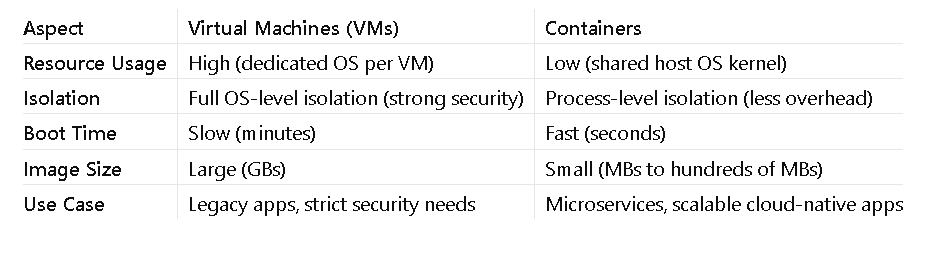 Aspect Virtual Machines (VMs) Containers
Resource Usage High (dedicated OS per VM) Low (shared host OS kernel)
Isolation Full OS-level isolation (strong security) Process-level isolation (less overhead)
Boot Time Slow (minutes) Fast (seconds)
Image Size Large (GBs) Small (MBs to hundreds of MBs)
Use Case Legacy apps, strict security needs Microservices, scalable cloud-native apps